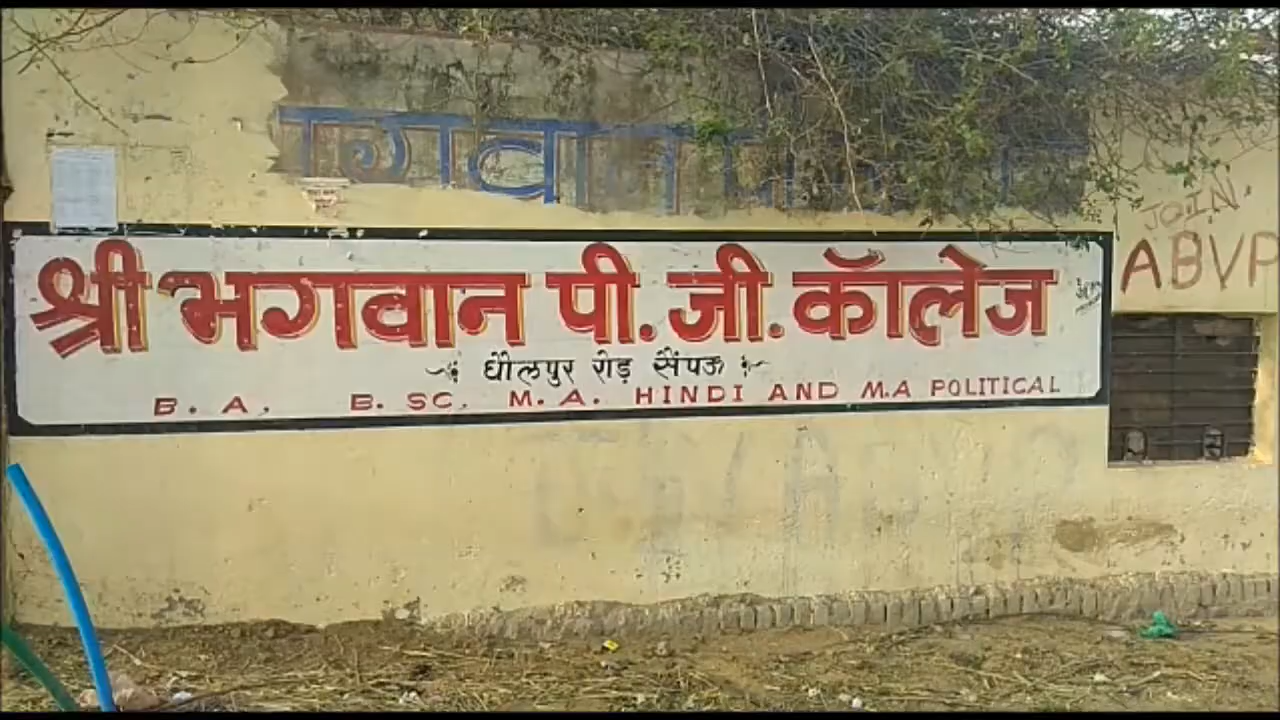 श्री भगवान पी. जी. कॉलेज
धौलपुर रोड़ सैंपऊ
B. A, B. SC, M. A. HINDI AND M.A POLITICAL
JOIN
ABVP